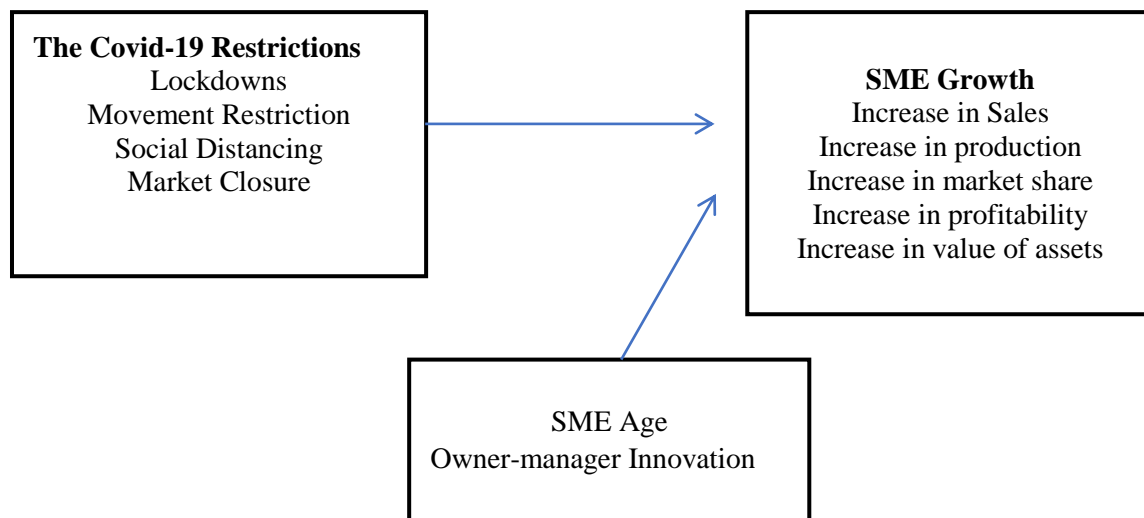 The Covid-19 Restrictions
Lockdowns
Movement Restriction
Social Distancing
Market Closure
SME Growth
Increase in Sales
Increase in production
Increase in market share
Increase in profitability
Increase in value of assets
SME Age
Owner-manager Innovation